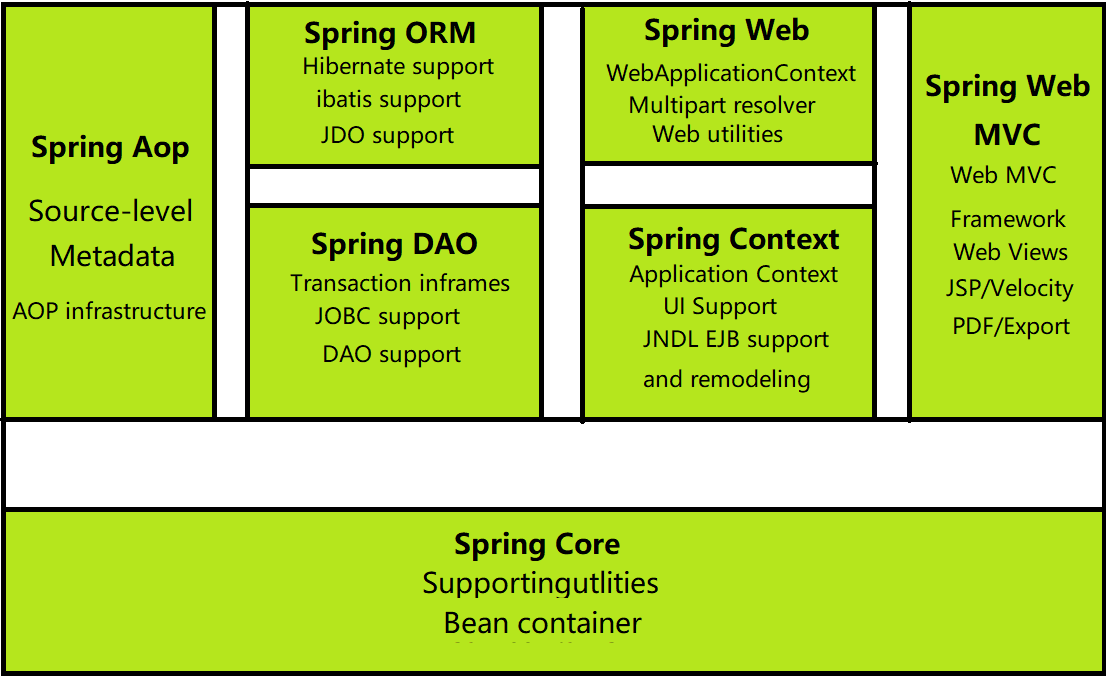 Spring Aop
Source-level
Metadata
AOP infrastructure
Spring ORM
Hibernate support
ibatis support
JDO support
Spring DAO
Transaction inframes
JOBC support
DAO support
Spring Web
WebApplicationContext
Multipart resolver
Web utilities
Spring Context
Application Context
UI Support
JNDL EJB support
and remodeling
Spring Web
MVC
Web MVC
Framework
Web Views
JSP/Velocity
PDF/Export
Spring Core
Supportingutlities
Bean container